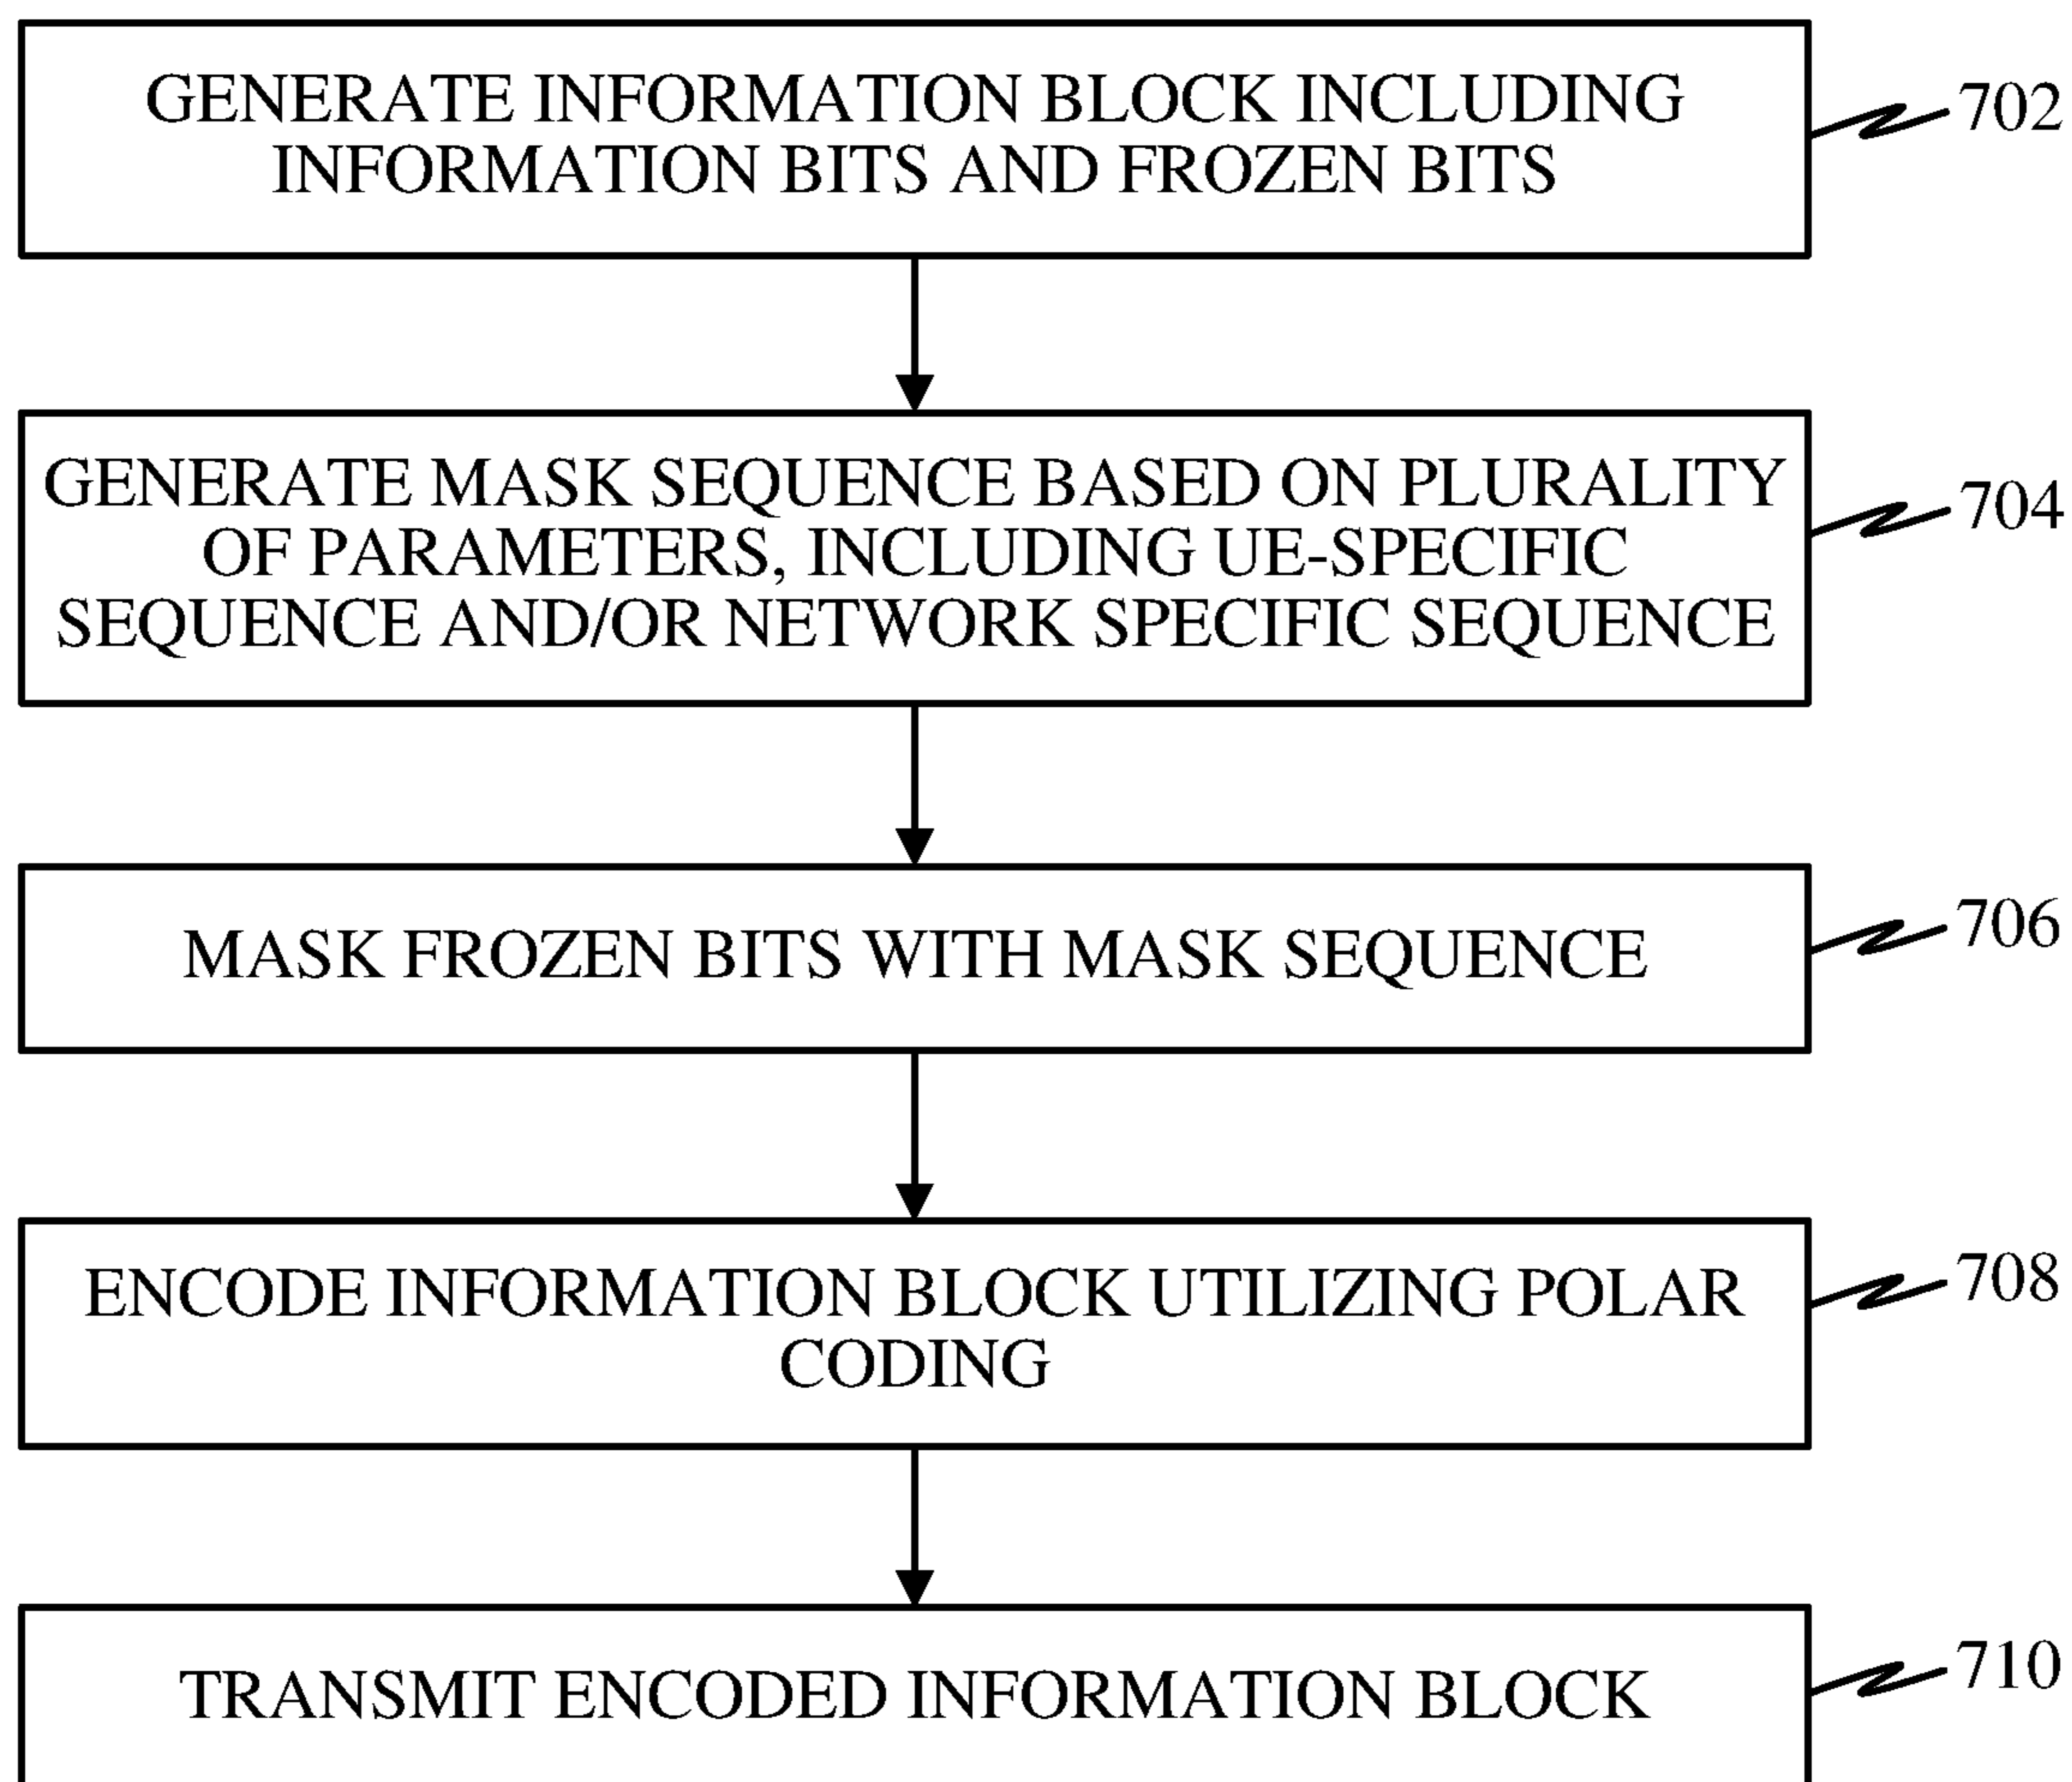 GENERATE INFORMATION BLOCK INCLUDING
INFORMATION BITS AND FROZEN BITS
702
GENERATE MASK SEQUENCE BASED ON PLURALITY
OF PARAMETERS, INCLUDING UE-SPECIFIC
SEQUENCE AND/OR NETWORK SPECIFIC SEQUENCE
704
MASK FROZEN BITS WITH MASK SEQUENCE
706
ENCODE INFORMATION BLOCK UTILIZING POLAR
CODING
708
TRANSMIT ENCODED INFORMATION BLOCK
710